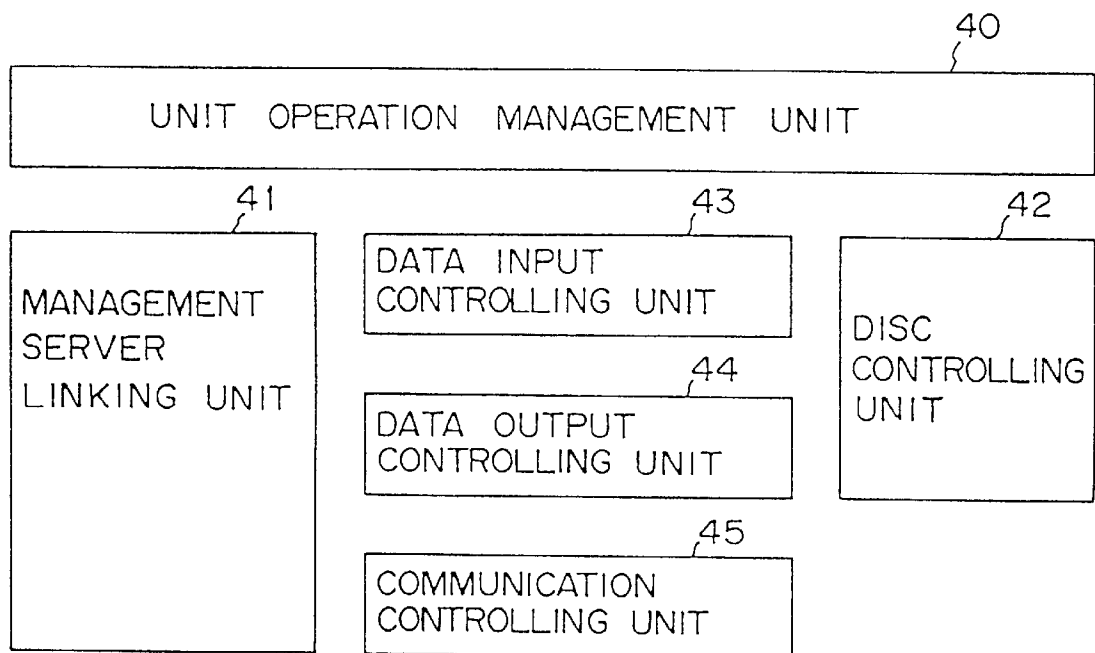 40
UNIT OPERATION MANAGEMENT UNIT
41
MANAGEMENT
SERVER
LINKING UNIT
43
DATA INPUT
CONTROLLING UNIT
44
DATA OUTPUT
CONTROLLING UNIT
45
COMMUNICATION
CONTROLLING UNIT
42
DISC
CONTROLLING
UNIT